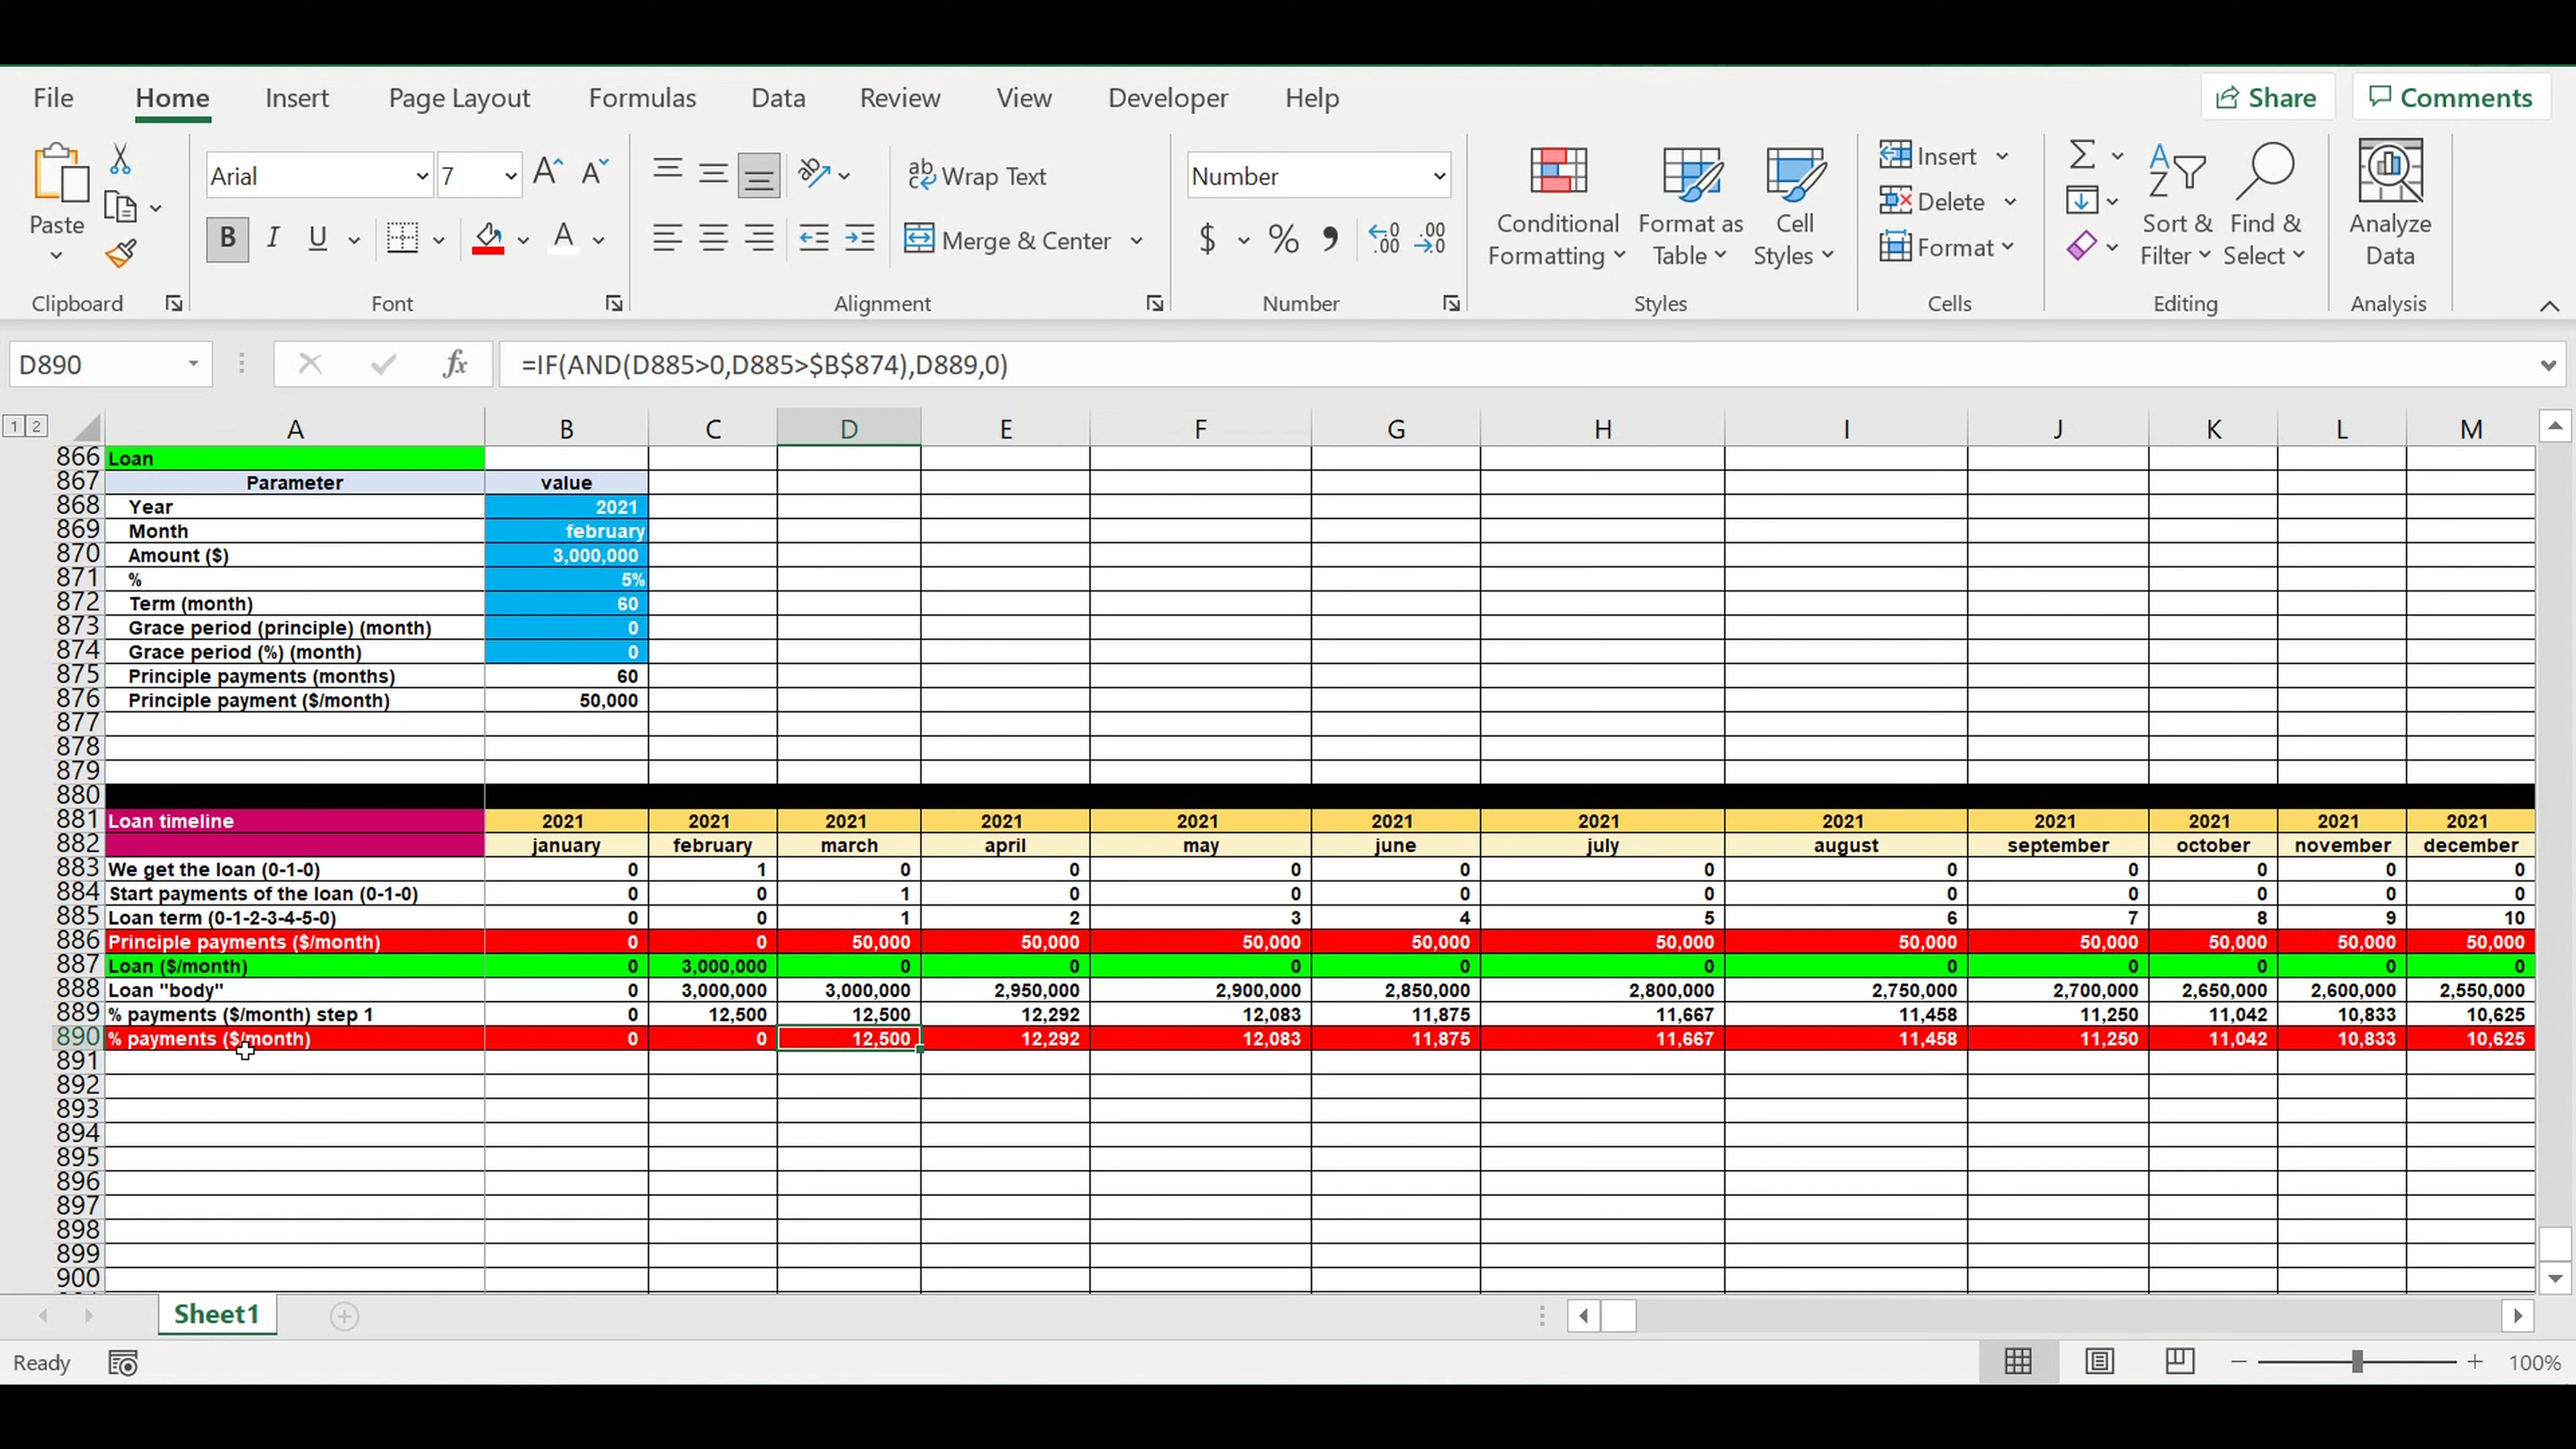 File Home Insert Page Layout Formulas Data Review View Developer Help Share Comments
Arial 7 ab c Wrap Text Number Insert
Paste Conditional Formatting Format as Table Cell Styles Delete Sort & Filter Find & Select Analyze Data
B I U A Merge & Center $ % , Format
Clipboard Font Alignment Number Styles Cells Editing Analysis
D890 fx =IF(AND(D885>0,D885>$B$874),D889,0)
1 2 A B C D E F G H I J K L M
866 Loan
867 Parameter value
868 Year 2021
869 Month february
870 Amount ($) 3,000,000
871 % 5%
872 Term (month) 60
873 Grace period (principle) (month) 0
874 Grace period (%) (month) 0
875 Principle payments (months) 60
876 Principle payment ($/month) 50,000
877
878
879
880
881 Loan timeline 2021 2021 2021 2021 2021 2021 2021 2021 2021 2021 2021 2021
882 january february march april may june july august september october november december
883 We get the loan (0-1-0) 0 1 0 0 0 0 0 0 0 0 0 0
884 Start payments of the loan (0-1-0) 0 0 1 0 0 0 0 0 0 0 0 0
885 Loan term (0-1-2-3-4-5-0) 0 0 1 2 3 4 5 6 7 8 9 10
886 Principle payments ($/month) 0 0 50,000 50,000 50,000 50,000 50,000 50,000 50,000 50,000 50,000 50,000
887 Loan ($/month) 0 3,000,000 0 0 0 0 0 0 0 0 0 0
888 Loan "body" 0 3,000,000 3,000,000 2,950,000 2,900,000 2,850,000 2,800,000 2,750,000 2,700,000 2,650,000 2,600,000 2,550,000
889 % payments ($/month) step 1 0 12,500 12,500 12,292 12,083 11,875 11,667 11,458 11,250 11,042 10,833 10,625
890 % payments ($/month) 0 0 12,500 12,292 12,083 11,875 11,667 11,458 11,250 11,042 10,833 10,625
891
892
893
894
895
896
897
898
899
900
Sheet1
Ready 100%